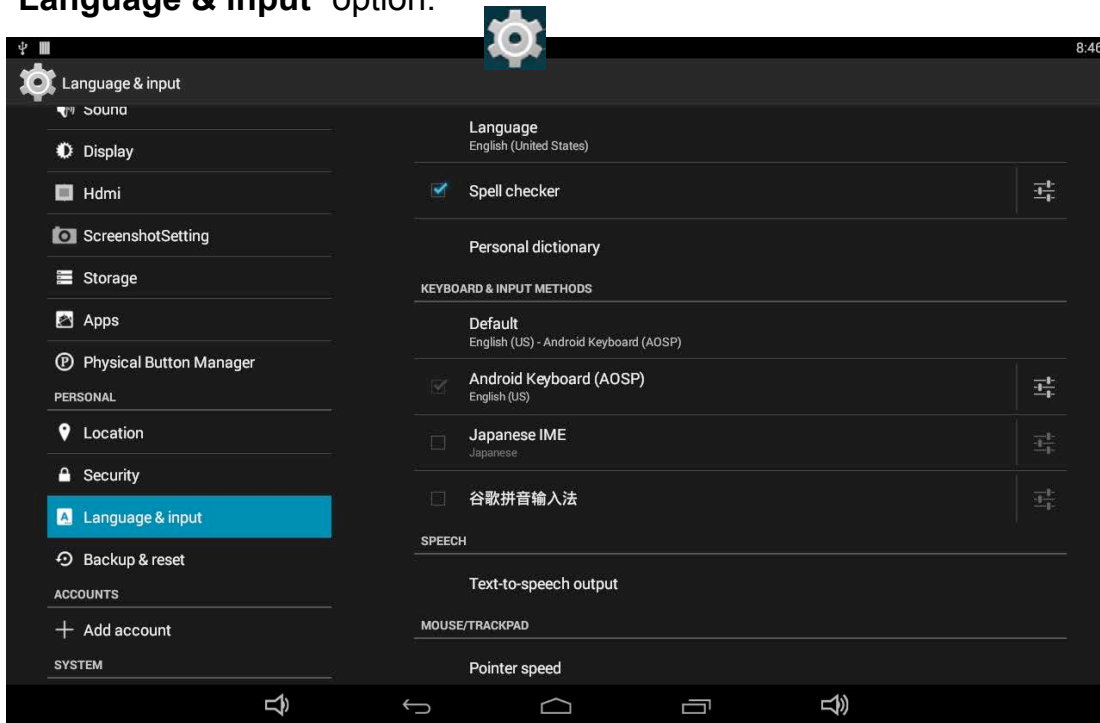 Language & input" option.
8:46
Language & input
Sound
Display
Hdmi
ScreenshotSetting
Storage
Apps
Physical Button Manager
PERSONAL
Location
Security
Language & input
Backup & reset
ACCOUNTS
Add account
SYSTEM
Language
English (United States)
Spell checker
Personal dictionary
KEYBOARD & INPUT METHODS
Default
English (US) - Android Keyboard (AOSP)
Android Keyboard (AOSP)
English (US)
Japanese IME
Japanese
谷歌拼音输入法
SPEECH
Text-to-speech output
MOUSE/TRACKPAD
Pointer speed